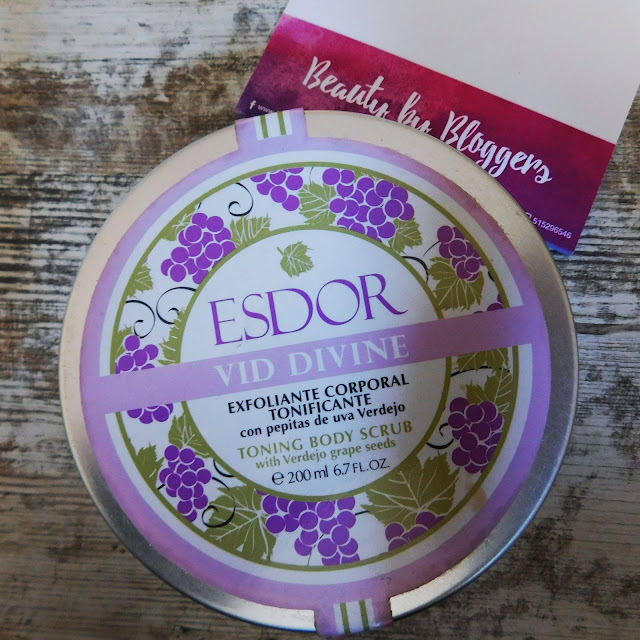 Beauty by Bloggers
515296546
ESDOR
VID DIVINE
EXFOLIANTE CORPORAL
TONIFICANTE
con pepitas de uva Verdejo
TONING BODY SCRUB
with Verdejo grape seeds
℮ 200 ml 6.7 FL.OZ.